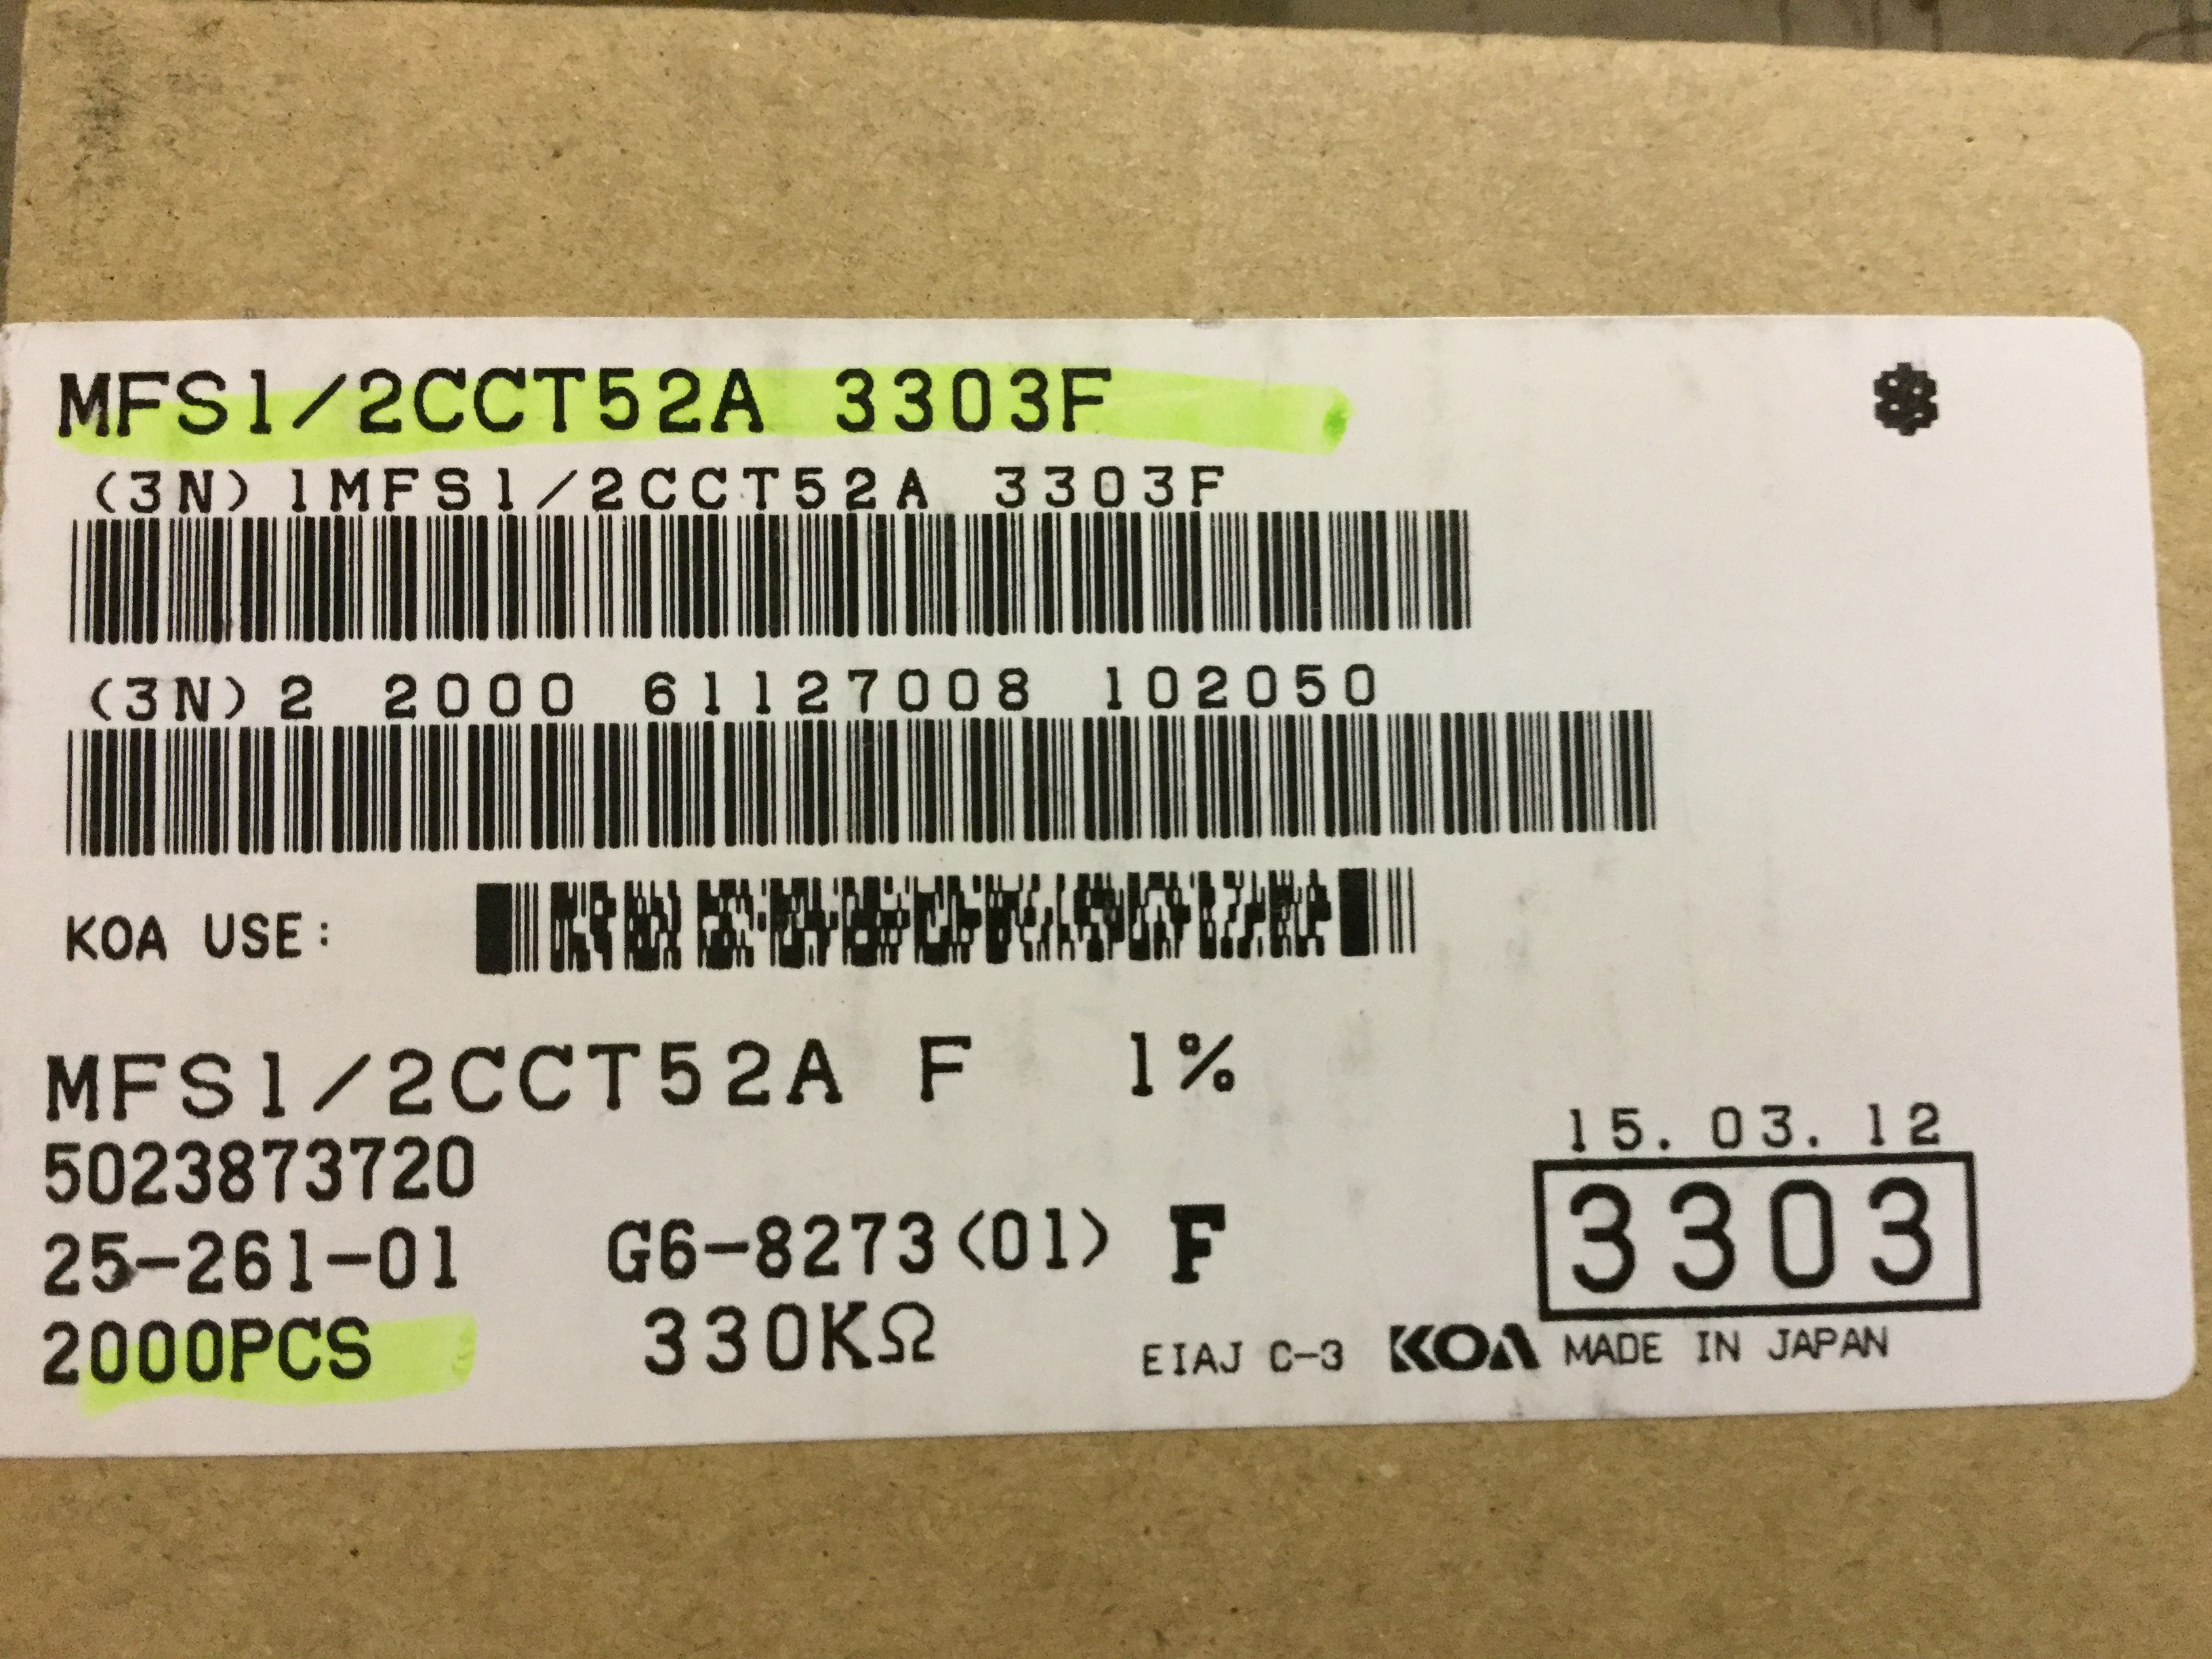 MFS1/2CCT52A 3303F
(3N)1MFS1/2CCT52A 3303F
(3N)2 2000 61127008 102050
KOA USE:
MFS1/2CCT52A F 1%
5023873720
15.03.12
25-261-01 G6-8273(01) F 3303
2000PCS 330KΩ EIAJ C-3 KOA MADE IN JAPAN